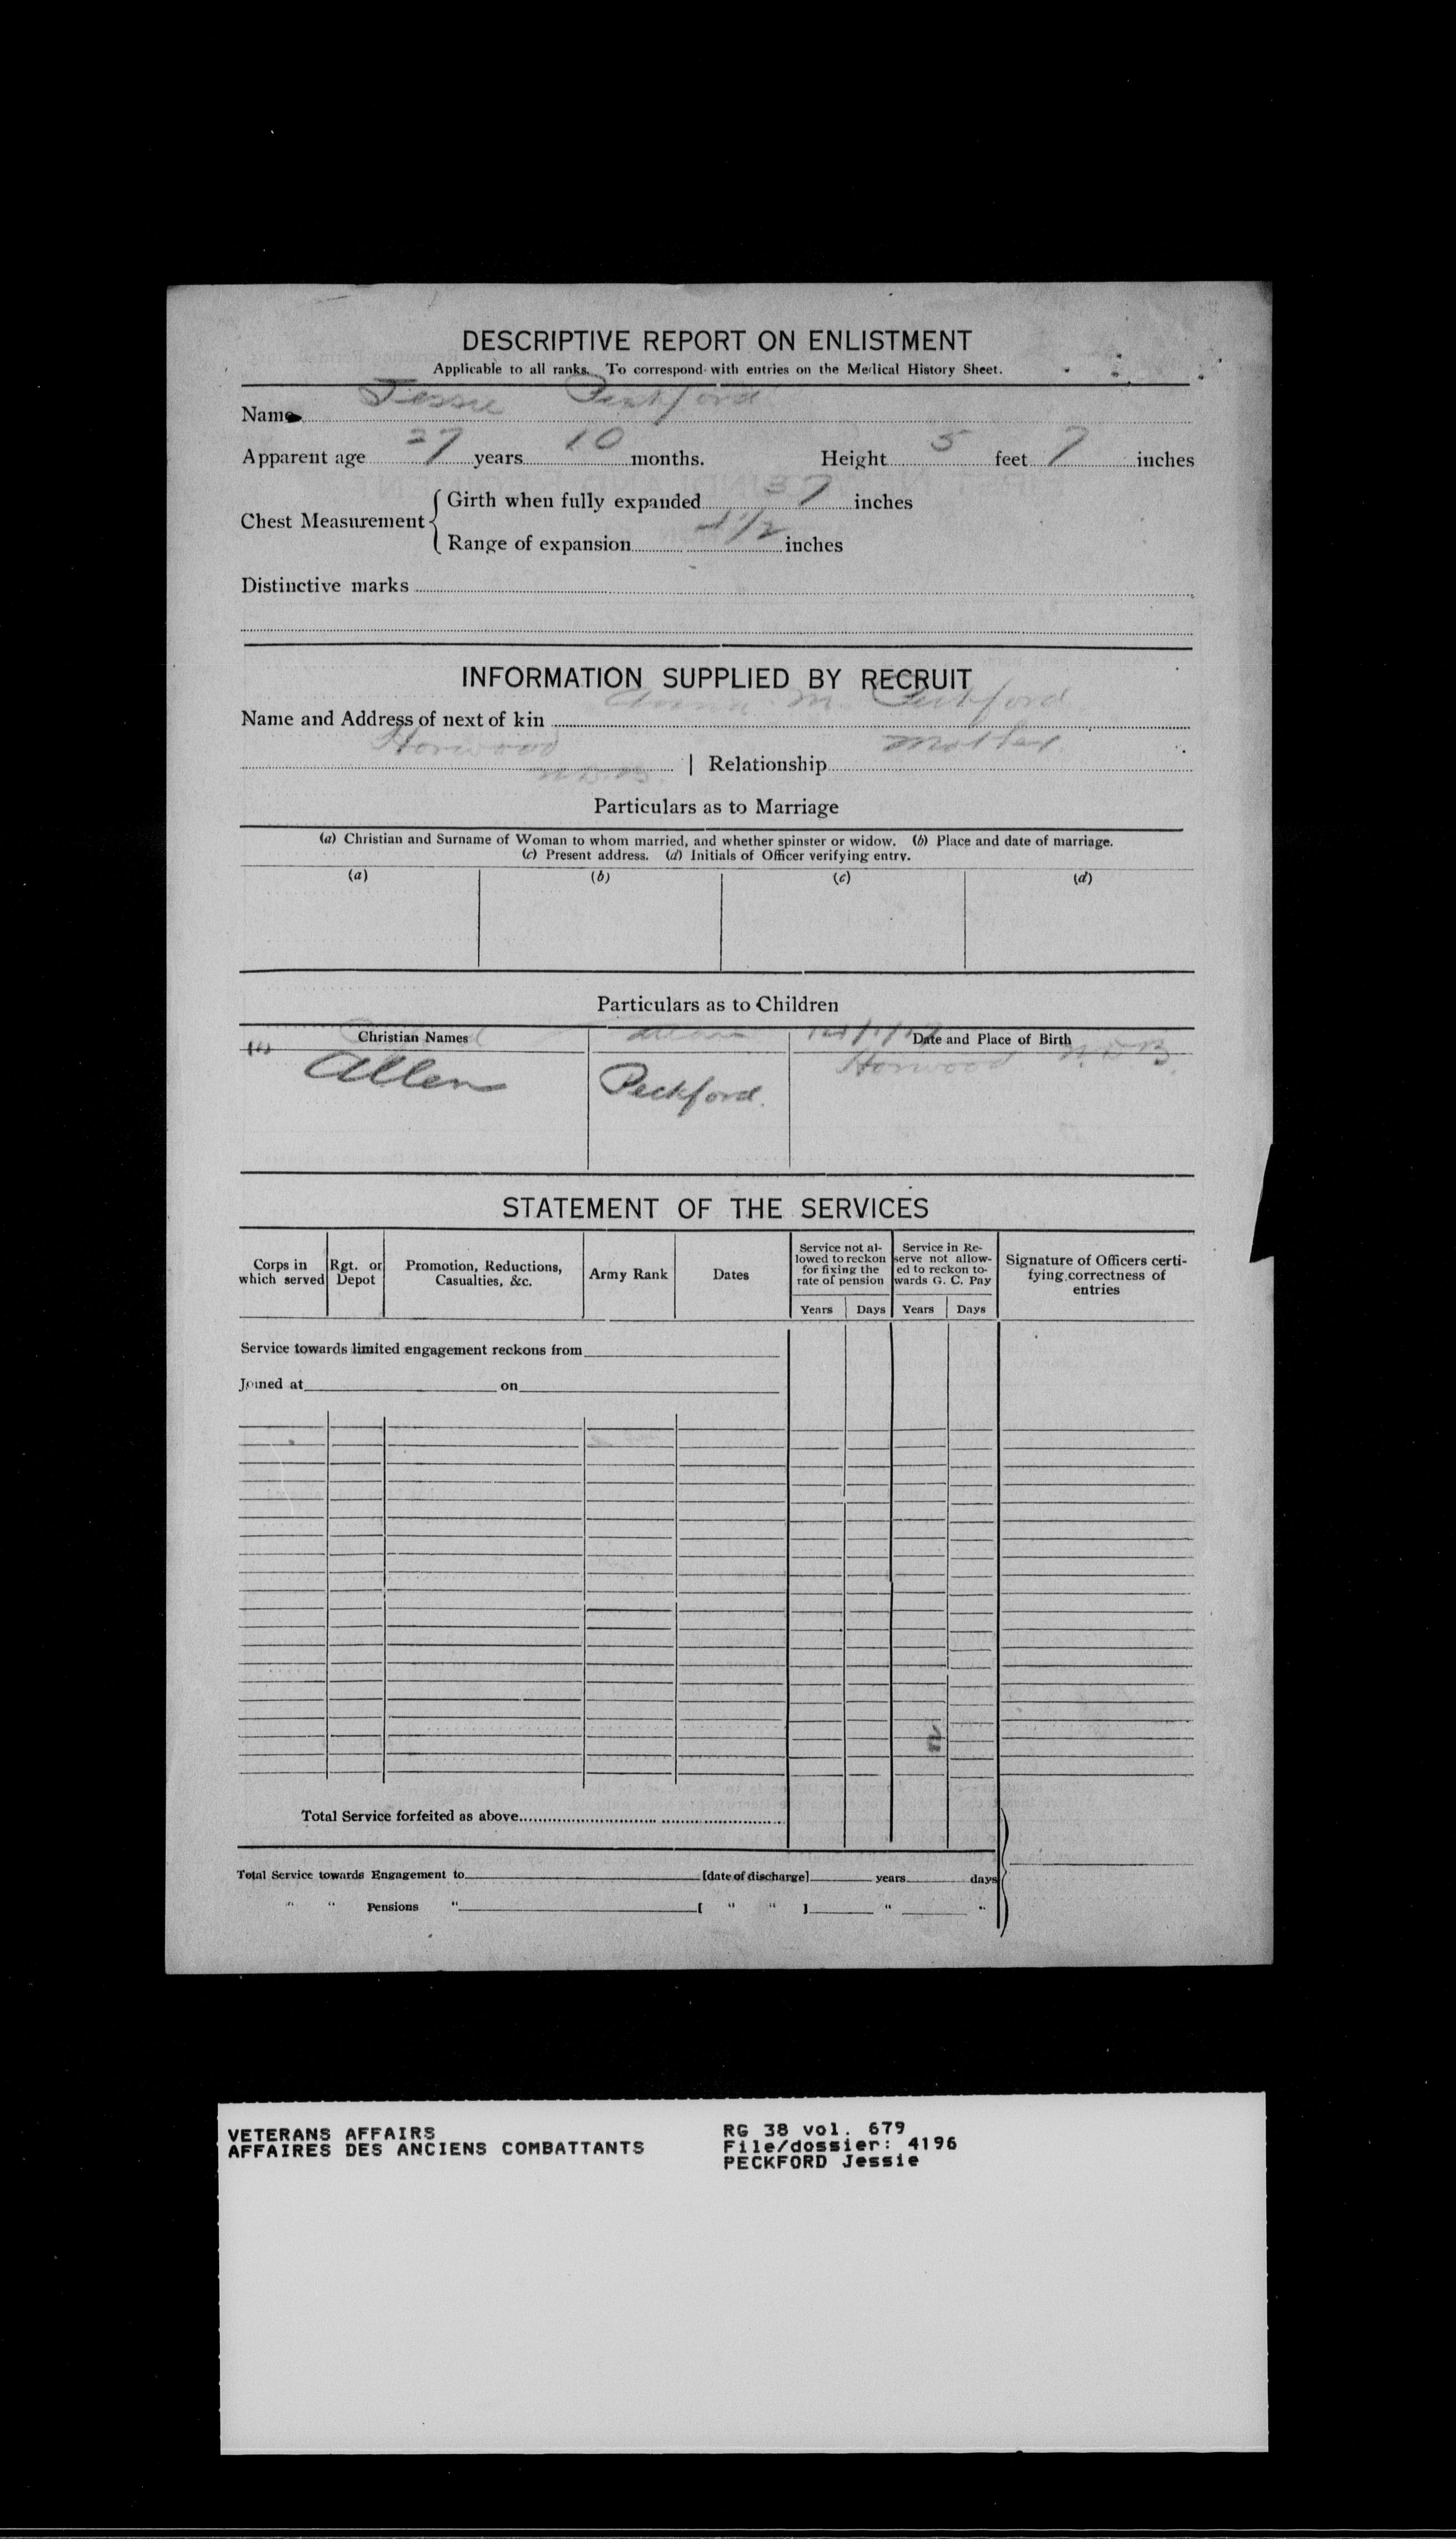 DESCRIPTIVE REPORT ON ENLISTMENT
Applicable to all ranks. To correspond with entries on the Medical History Sheet.
Name Jessie Peckford
Apparent age 27 years 10 months. Height 5 feet 7 inches
Chest Measurement { Girth when fully expanded 37 inches
Range of expansion 1/2 inches
Distinctive marks
INFORMATION SUPPLIED BY RECRUIT
Name and Address of next of kin M. Peckford
Horwood | Relationship Mother
N.D.B.
Particulars as to Marriage
(a) Christian and Surname of Woman to whom married, and whether spinster or widow. (b) Place and date of marriage.
(c) Present address. (d) Initials of Officer verifying entry.
(a) (b) (c) (d)
Particulars as to Children
Christian Names Date and Place of Birth
Allen Peckford. Horwood N.D.B.
STATEMENT OF THE SERVICES
Corps in which served Rgt. or Depot Promotion, Reductions, Casualties, &c. Army Rank Dates Service not allowed to reckon for fixing the rate of pension Service in Reserve not allowed to reckon towards G. C. Pay Signature of Officers certifying correctness of entries
Years Days Years Days
Service towards limited engagement reckons from
Joined at on
Total Service forfeited as above
Total Service towards Engagement to [date of discharge] years days
" " Pensions " [ " " ] " "
VETERANS AFFAIRS
AFFAIRES DES ANCIENS COMBATTANTS
RG 38 vol. 679
File/dossier: 4196
PECKFORD Jessie